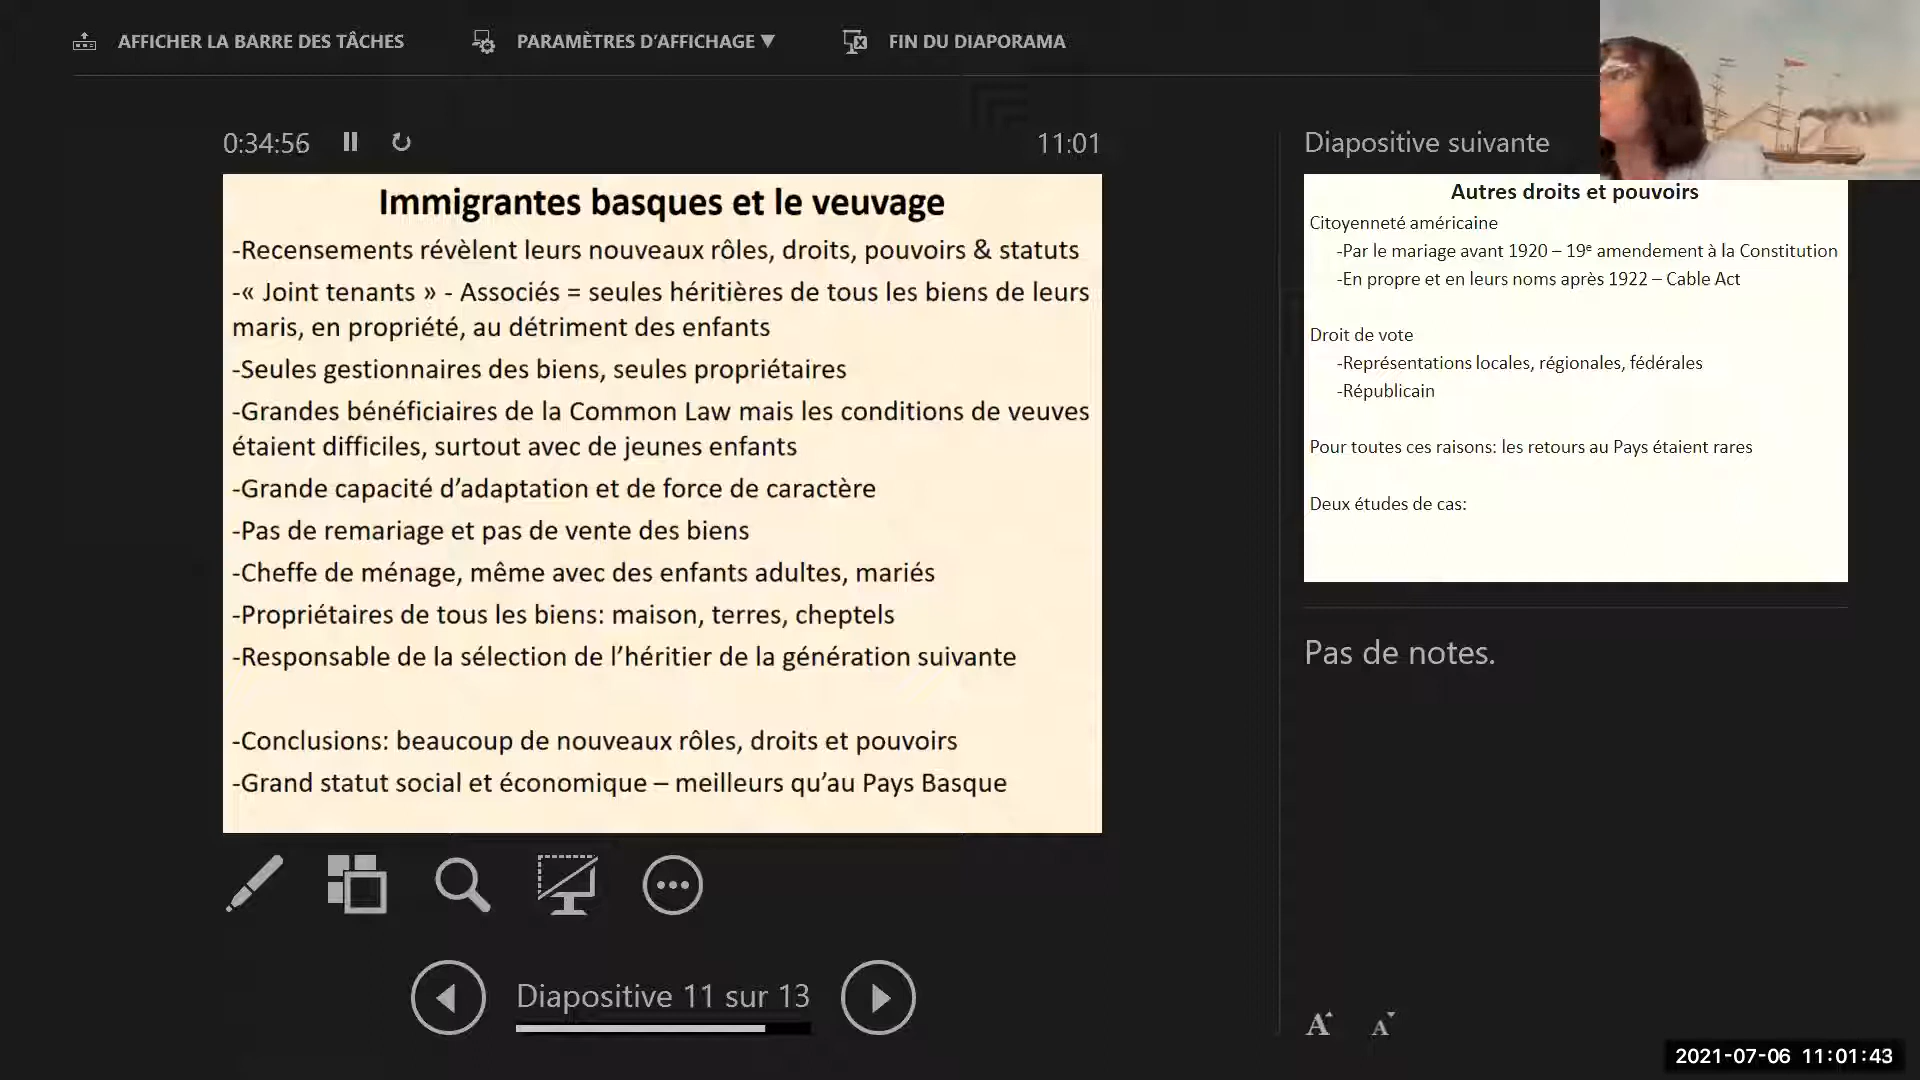 AFFICHER LA BARRE DES TÂCHES
PARAMÈTRES D'AFFICHAGE ▼
FIN DU DIAPORAMA
0:34:56
11:01
Immigrantes basques et le veuvage
-Recensements révèlent leurs nouveaux rôles, droits, pouvoirs & statuts
-« Joint tenants » - Associés = seules héritières de tous les biens de leurs
maris, en propriété, au détriment des enfants
-Seules gestionnaires des biens, seules propriétaires
-Grandes bénéficiaires de la Common Law mais les conditions de veuves
étaient difficiles, surtout avec de jeunes enfants
-Grande capacité d'adaptation et de force de caractère
-Pas de remariage et pas de vente des biens
-Cheffe de ménage, même avec des enfants adultes, mariés
-Propriétaires de tous les biens: maison, terres, cheptels
-Responsable de la sélection de l'héritier de la génération suivante
-Conclusions: beaucoup de nouveaux rôles, droits et pouvoirs
-Grand statut social et économique – meilleurs qu'au Pays Basque
Diapositive 11 sur 13
Diapositive suivante
Autres droits et pouvoirs
Citoyenneté américaine
-Par le mariage avant 1920 – 19e amendement à la Constitution
-En propre et en leurs noms après 1922 – Cable Act
Droit de vote
-Représentations locales, régionales, fédérales
-Républicain
Pour toutes ces raisons: les retours au Pays étaient rares
Deux études de cas:
Pas de notes.
A A
2021-07-06 11:01:43